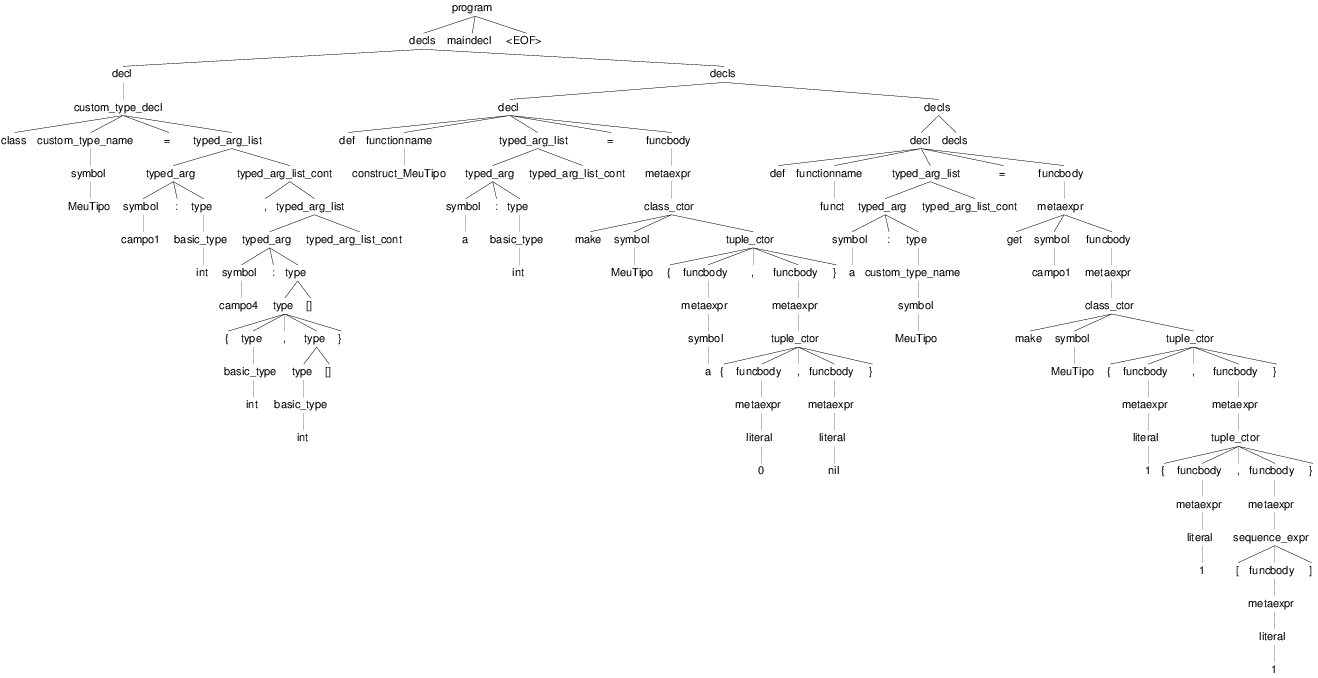 program
decls maindecl <EOF>
decl decls
custom_type_decl decl decls
class custom_type_name = typed_arg_list def functionname typed_arg_list = funcbody decl decls
symbol typed_arg typed_arg_list_cont construct_MeuTipo typed_arg typed_arg_list_cont metaexpr def functionname typed_arg_list = funcbody
MeuTipo symbol : type , typed_arg_list symbol : type class_ctor funct typed_arg typed_arg_list_cont metaexpr
campo1 basic_type typed_arg typed_arg_list_cont a basic_type make symbol tuple_ctor symbol : type get symbol funcbody
int symbol : type int MeuTipo { funcbody , funcbody } a custom_type_name campo1 metaexpr
campo4 type [] metaexpr metaexpr symbol class_ctor
{ type , type } symbol tuple_ctor MeuTipo make symbol tuple_ctor
basic_type type [] a { funcbody , funcbody } MeuTipo { funcbody , funcbody }
int basic_type metaexpr metaexpr metaexpr metaexpr
int literal literal literal tuple_ctor
0 nil 1 { funcbody , funcbody }
metaexpr metaexpr
literal sequence_expr
1 [ funcbody ]
metaexpr
literal
1